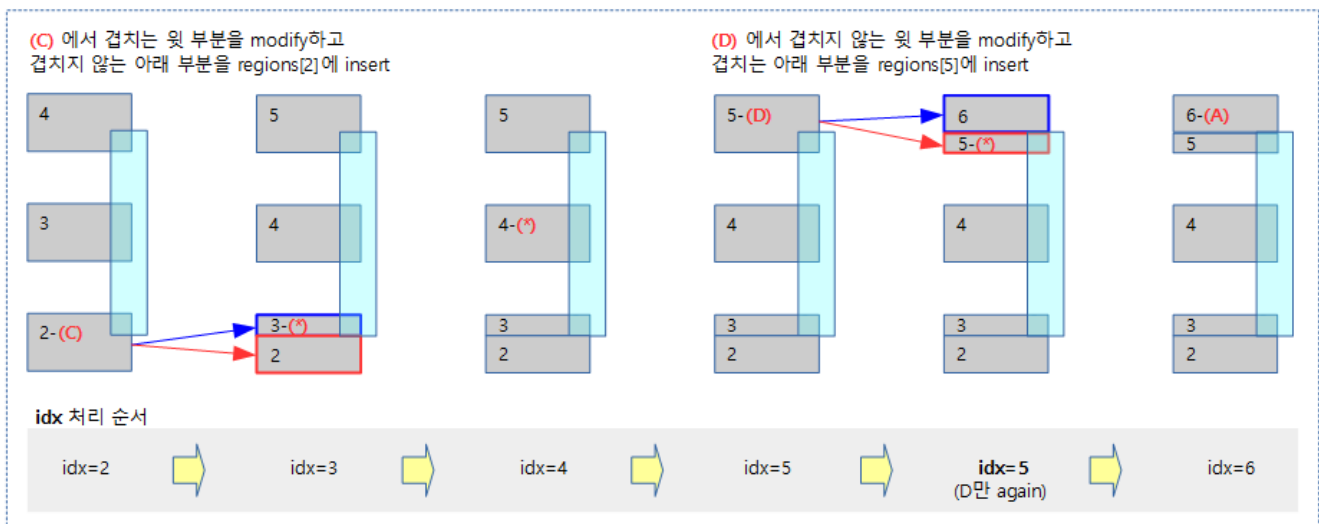 (C) 에서 겹치는 윗 부분을 modify하고
겹치지 않는 아래 부분을 regions[2]에 insert
(D) 에서 겹치지 않는 윗 부분을 modify하고
겹치는 아래 부분을 regions[5]에 insert
4
3
2-(C)
5
4
3-(*)
2
5
4-(*)
3
2
5-(D)
4
3
2
6
5-(*)
4
3
2
6-(A)
5
4
3
2
idx 처리 순서
idx=2
idx=3
idx=4
idx=5
idx=5
(D만 again)
idx=6